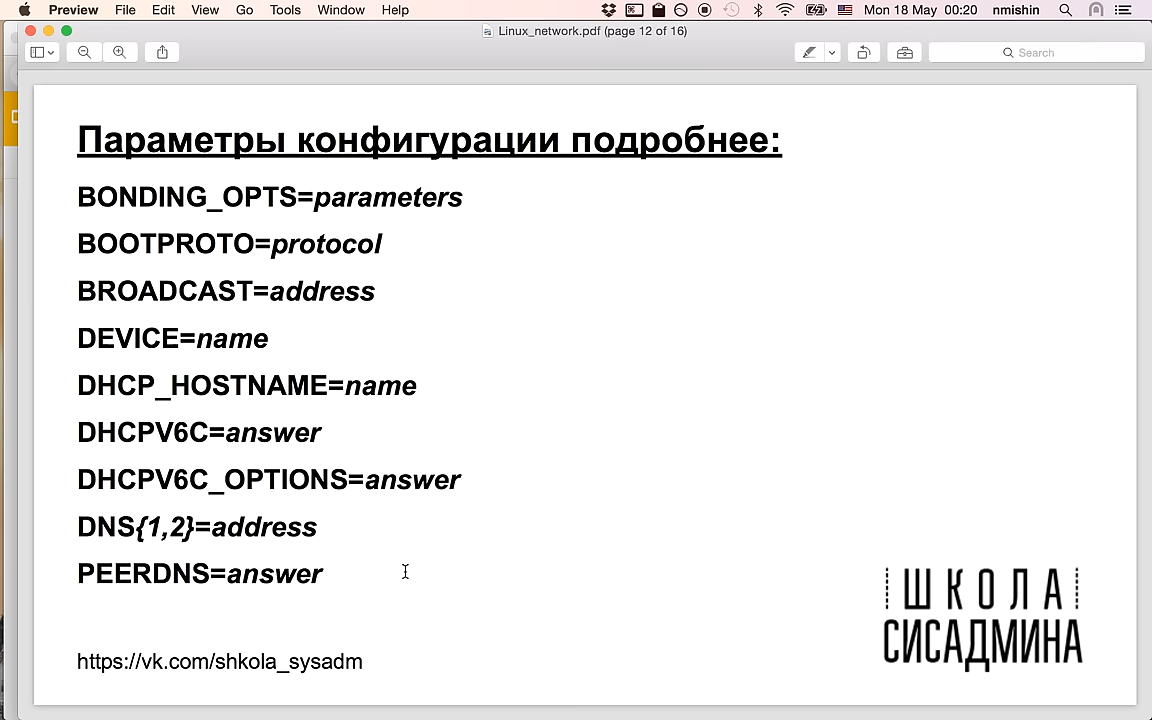 Preview File Edit View Go Tools Window Help Mon 18 May 00:20 nmishin
Linux_network.pdf (page 12 of 16)
Search
Параметры конфигурации подробнее:
BONDING_OPTS=parameters
BOOTPROTO=protocol
BROADCAST=address
DEVICE=name
DHCP_HOSTNAME=name
DHCPV6C=answer
DHCPV6C_OPTIONS=answer
DNS{1,2}=address
PEERDNS=answer
ШКОЛА
СИСАДМИНА
https://vk.com/shkola_sysadm